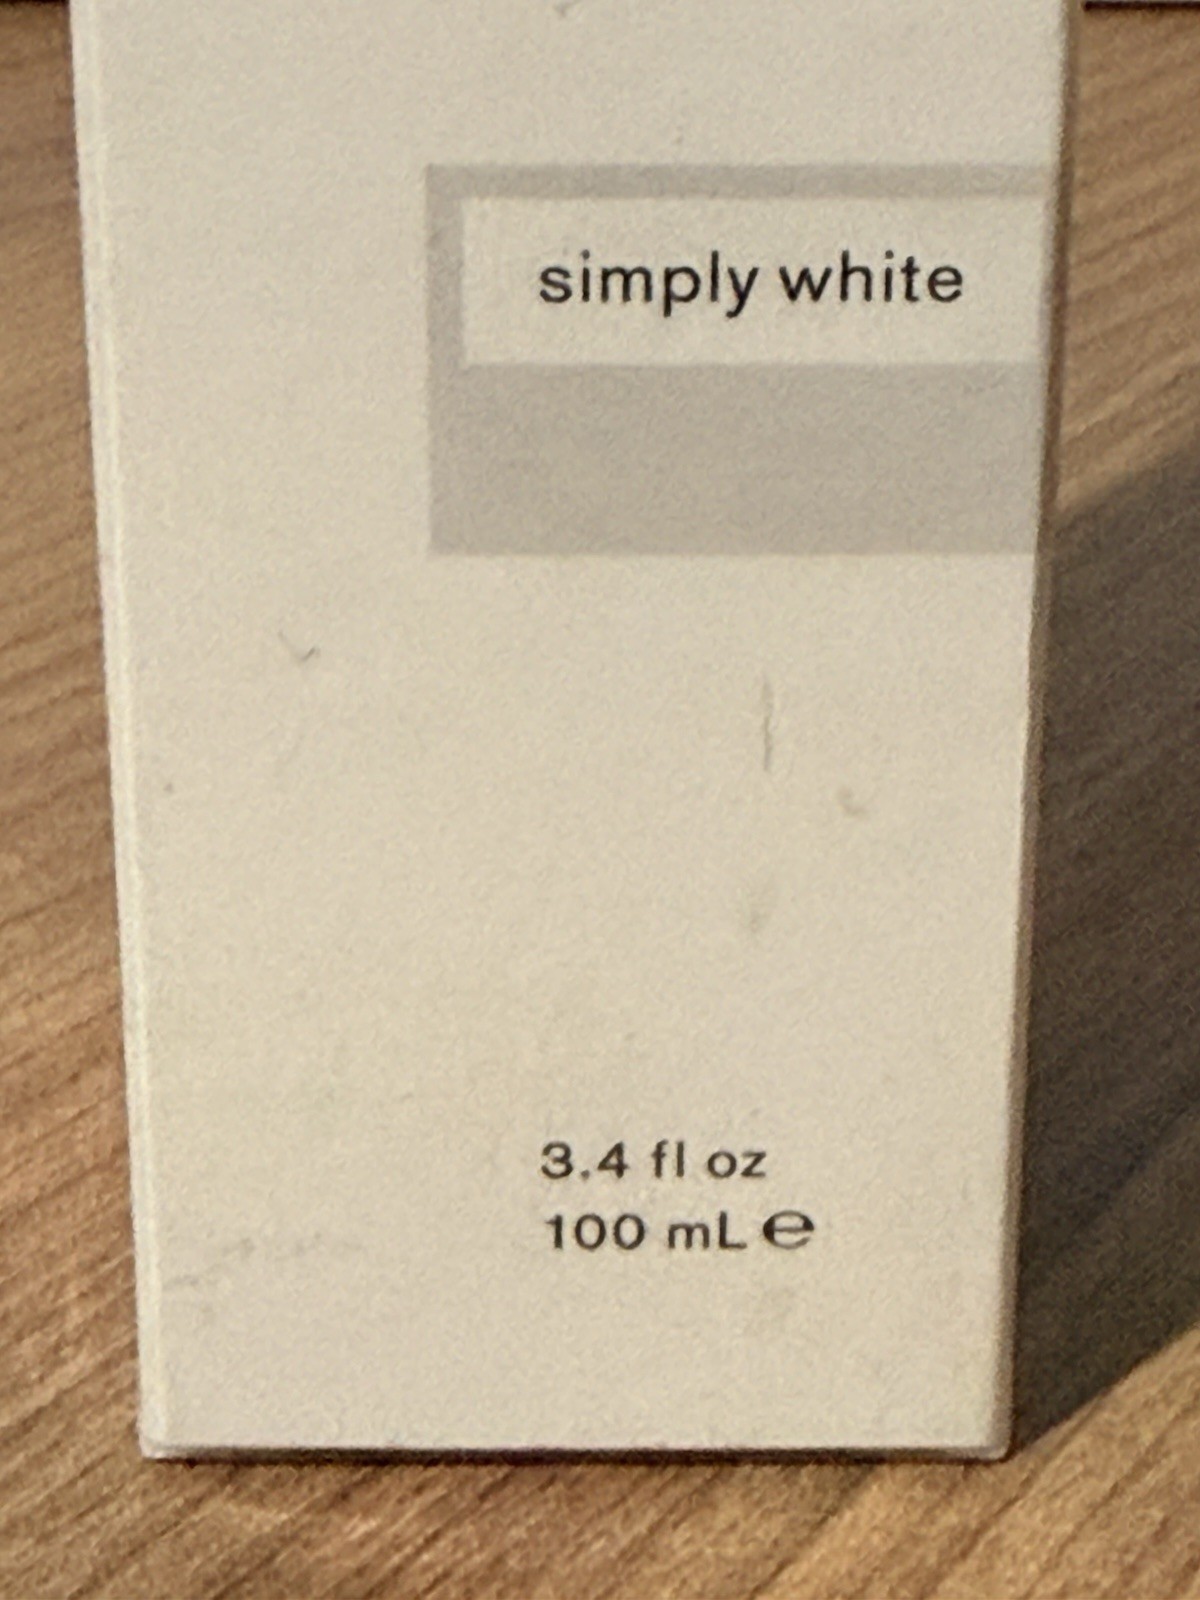 simply white
3.4 fl oz
100 mL ℮